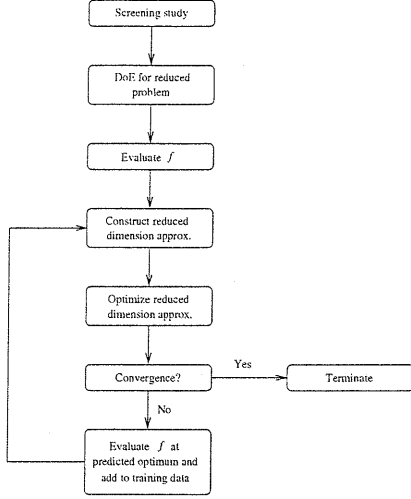 Screening study
DoE for reduced
problem
Evaluate f
Construct reduced
dimension approx.
Optimize reduced
dimension approx.
Convergence?
Yes
Terminate
No
Evaluate f at
predicted optimum and
add to training data